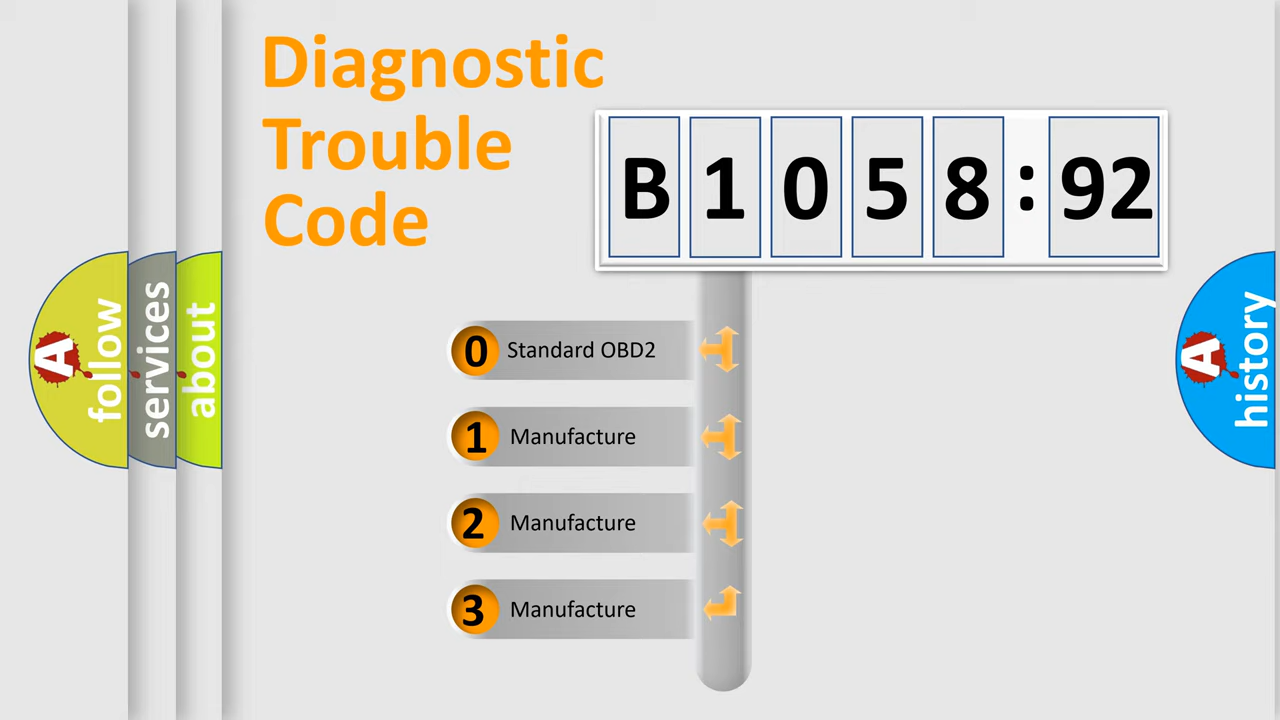 Diagnostic
Trouble
Code
B 1 0 5 8 : 92
0 Standard OBD2
1 Manufacture
2 Manufacture
3 Manufacture
A follow
services
about
A history